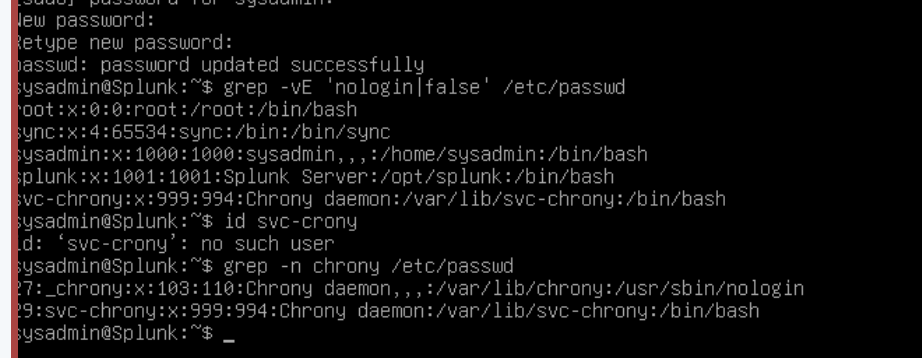 [sudo] password for sysadmin:
New password:
Retype new password:
passwd: password updated successfully
sysadmin@Splunk:~$ grep -vE 'nologin|false' /etc/passwd
root:x:0:0:root:/root:/bin/bash
sync:x:4:65534:sync:/bin:/bin/sync
sysadmin:x:1000:1000:sysadmin,,,:/home/sysadmin:/bin/bash
splunk:x:1001:1001:Splunk Server:/opt/splunk:/bin/bash
svc-chrony:x:999:994:Chrony daemon:/var/lib/svc-chrony:/bin/bash
sysadmin@Splunk:~$ id svc-crony
id: ‘svc-crony’: no such user
sysadmin@Splunk:~$ grep -n chrony /etc/passwd
27:_chrony:x:103:110:Chrony daemon,,,:/var/lib/chrony:/usr/sbin/nologin
29:svc-chrony:x:999:994:Chrony daemon:/var/lib/svc-chrony:/bin/bash
sysadmin@Splunk:~$ _